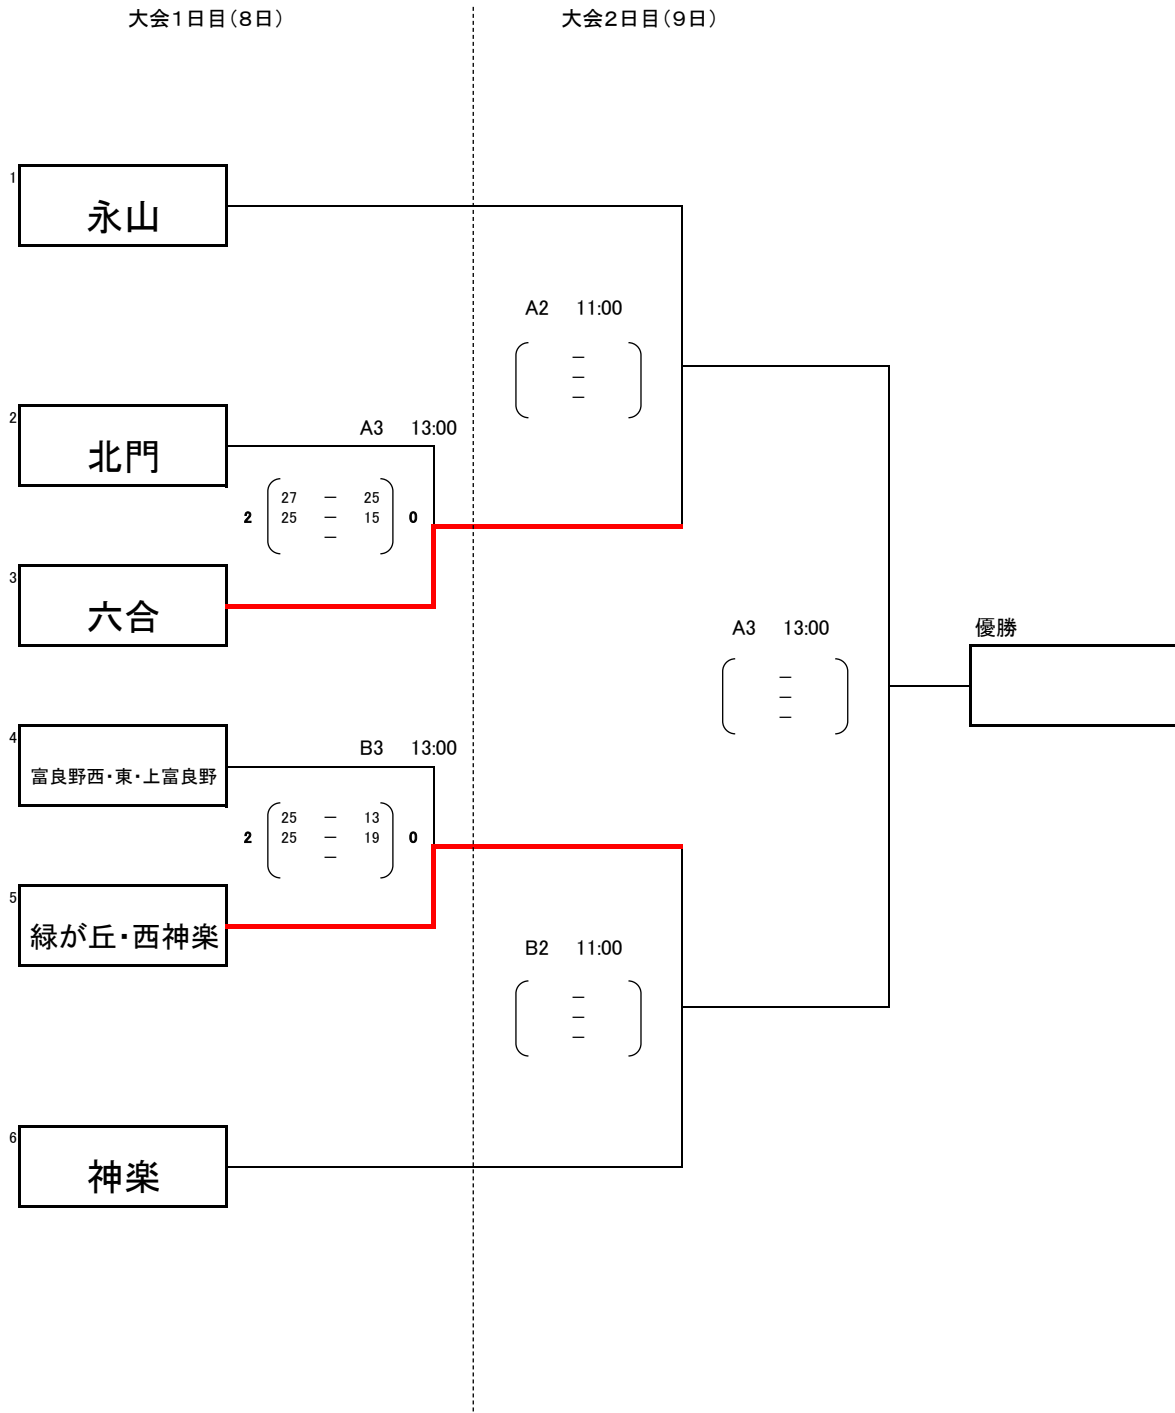 大会１日目（８日）
大会２日目（９日）
1
永山
A2 11:00
－
－
－
2
北門
A3 13:00
27 － 25
2 25 － 15 0
－
3
六合
A3 13:00
－
－
－
優勝
4
富良野西・東・上富良野
B3 13:00
25 － 13
2 25 － 19 0
－
5
緑が丘・西神楽
B2 11:00
－
－
－
6
神楽